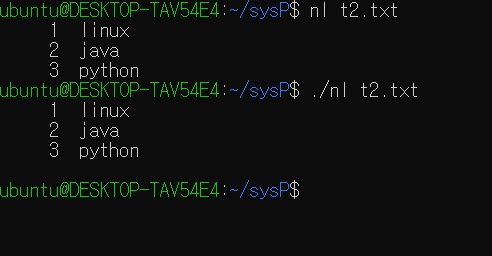 ubuntu@DESKTOP-TAV54E4:~/sysP$ nl t2.txt
     1  linux
     2  java
     3  python
ubuntu@DESKTOP-TAV54E4:~/sysP$ ./nl t2.txt
     1  linux
     2  java
     3  python

ubuntu@DESKTOP-TAV54E4:~/sysP$